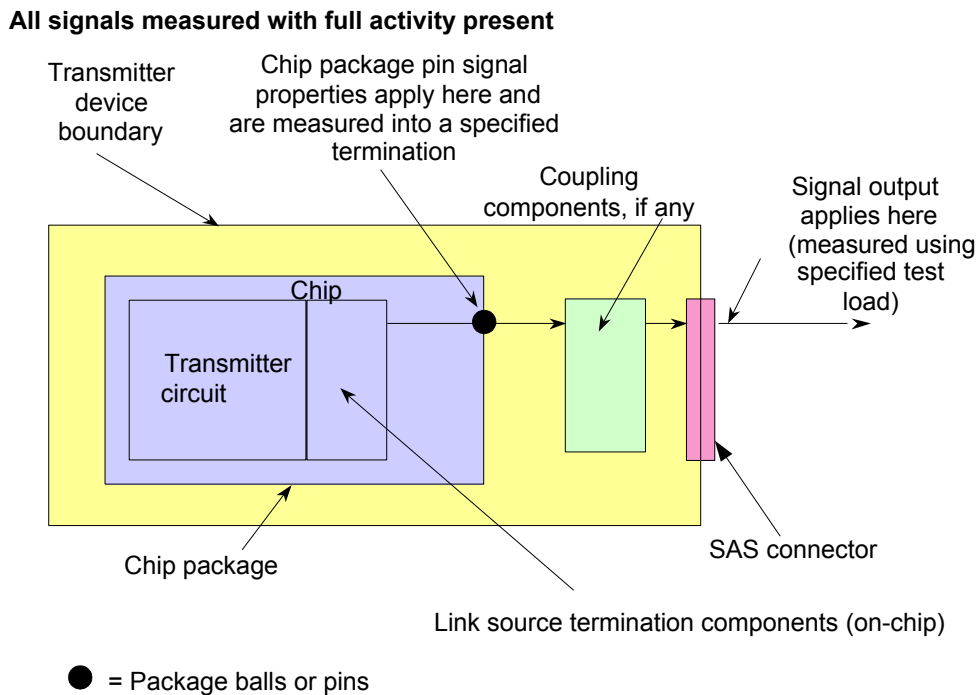 All signals measured with full activity present
Transmitter
device
boundary
Chip package pin signal
properties apply here and
are measured into a specified
termination
Coupling
components, if any
Signal output
applies here
(measured using
specified test
load)
Chip
Transmitter
circuit
Chip package
SAS connector
Link source termination components (on-chip)
= Package balls or pins